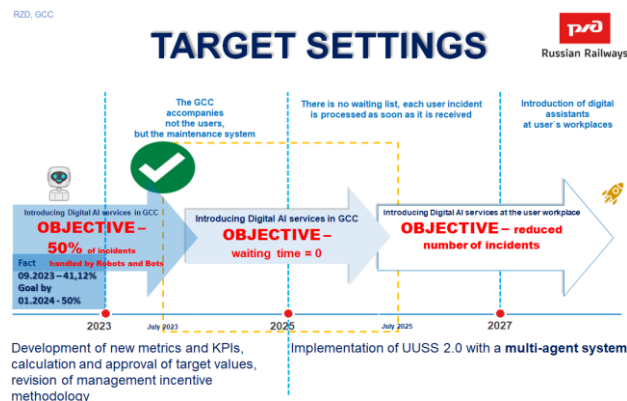 RZD, GCC
TARGET SETTINGS
ржд
Russian Railways
The GCC
accompanies
not the users,
but the maintenance system
There is no waiting list, each user incident
is processed as soon as it is received
Introduction of digital
assistants
at user`s workplaces
Introducing Digital AI services in GCC
OBJECTIVE –
50% of incidents
handled by Robots and Bots
Fact
09.2023 – 41,12%
Goal by
01.2024 - 50%
Introducing Digital AI services in GCC
OBJECTIVE –
waiting time = 0
Introducing Digital AI services at the user workplace
OBJECTIVE – reduced
number of incidents
2023
July 2023
2025
July 2025
2027
Development of new metrics and KPIs,
calculation and approval of target values,
revision of management incentive
methodology
Implementation of UUSS 2.0 with a multi-agent system